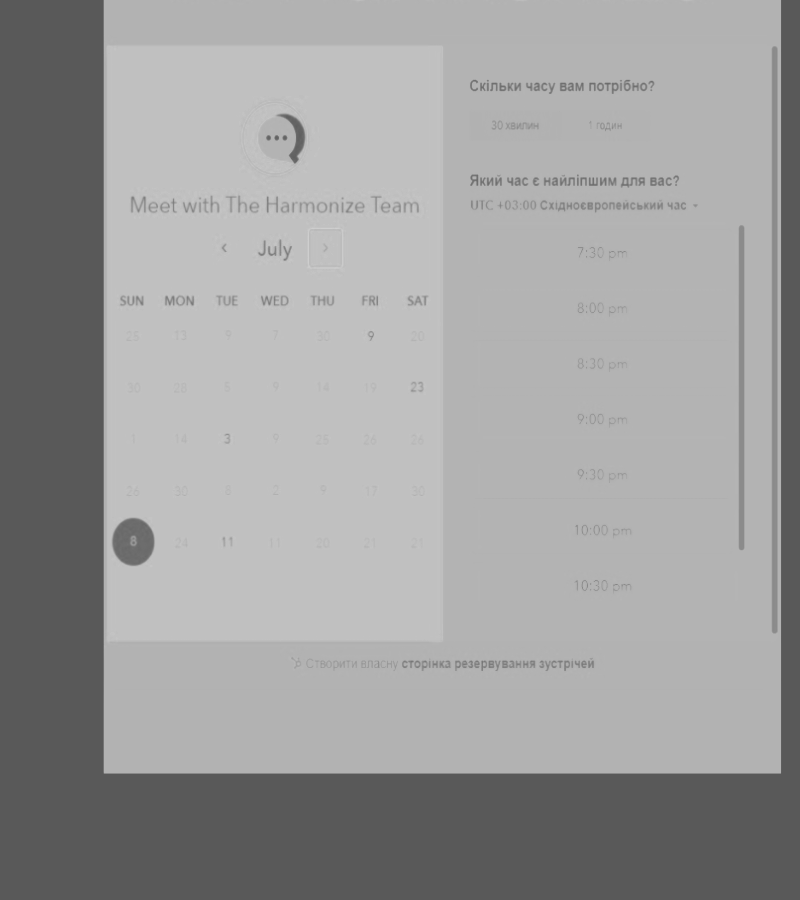 Meet with The Harmonize Team
‹ July ›
SUN MON TUE WED THU FRI SAT
25 13 9 7 30 9 20
30 28 5 9 14 19 23
1 14 3 9 25 26 26
26 30 8 2 9 17 30
8 24 11 11 20 21 21
Скільки часу вам потрібно?
30 хвилин 1 годин
Який час є найліпшим для вас?
UTC +03:00 Східноєвропейський час
7:30 pm
8:00 pm
8:30 pm
9:00 pm
9:30 pm
10:00 pm
10:30 pm
Створити власну сторінка резервування зустрічей